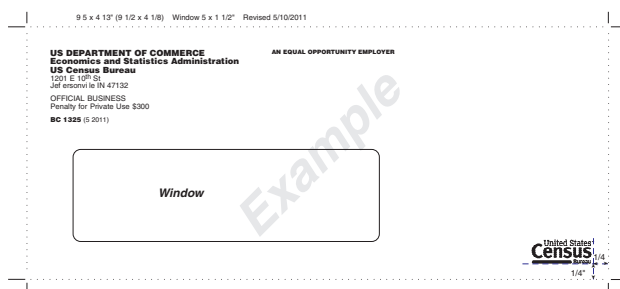 9 5 x 4 13" (9 1/2 x 4 1/8) Window 5 x 1 1/2" Revised 5/10/2011
US DEPARTMENT OF COMMERCE
Economics and Statistics Administration
US Census Bureau
1201 E 10th St
Jef ersonvi le IN 47132
OFFICIAL BUSINESS
Penalty for Private Use $300
BC 1325 (5 2011)
AN EQUAL OPPORTUNITY EMPLOYER
Example
Window
United States
Census
Bureau
1/4
1/4"